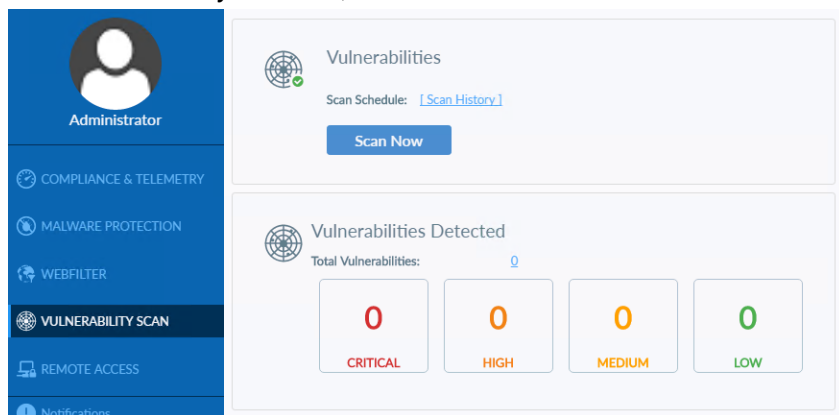 Administrator
COMPLIANCE & TELEMETRY
MALWARE PROTECTION
WEBFILTER
VULNERABILITY SCAN
REMOTE ACCESS
Notifications
Vulnerabilities
Scan Schedule: [ Scan History ]
Scan Now
Vulnerabilities Detected
Total Vulnerabilities: 0
0 0 0 0
CRITICAL HIGH MEDIUM LOW